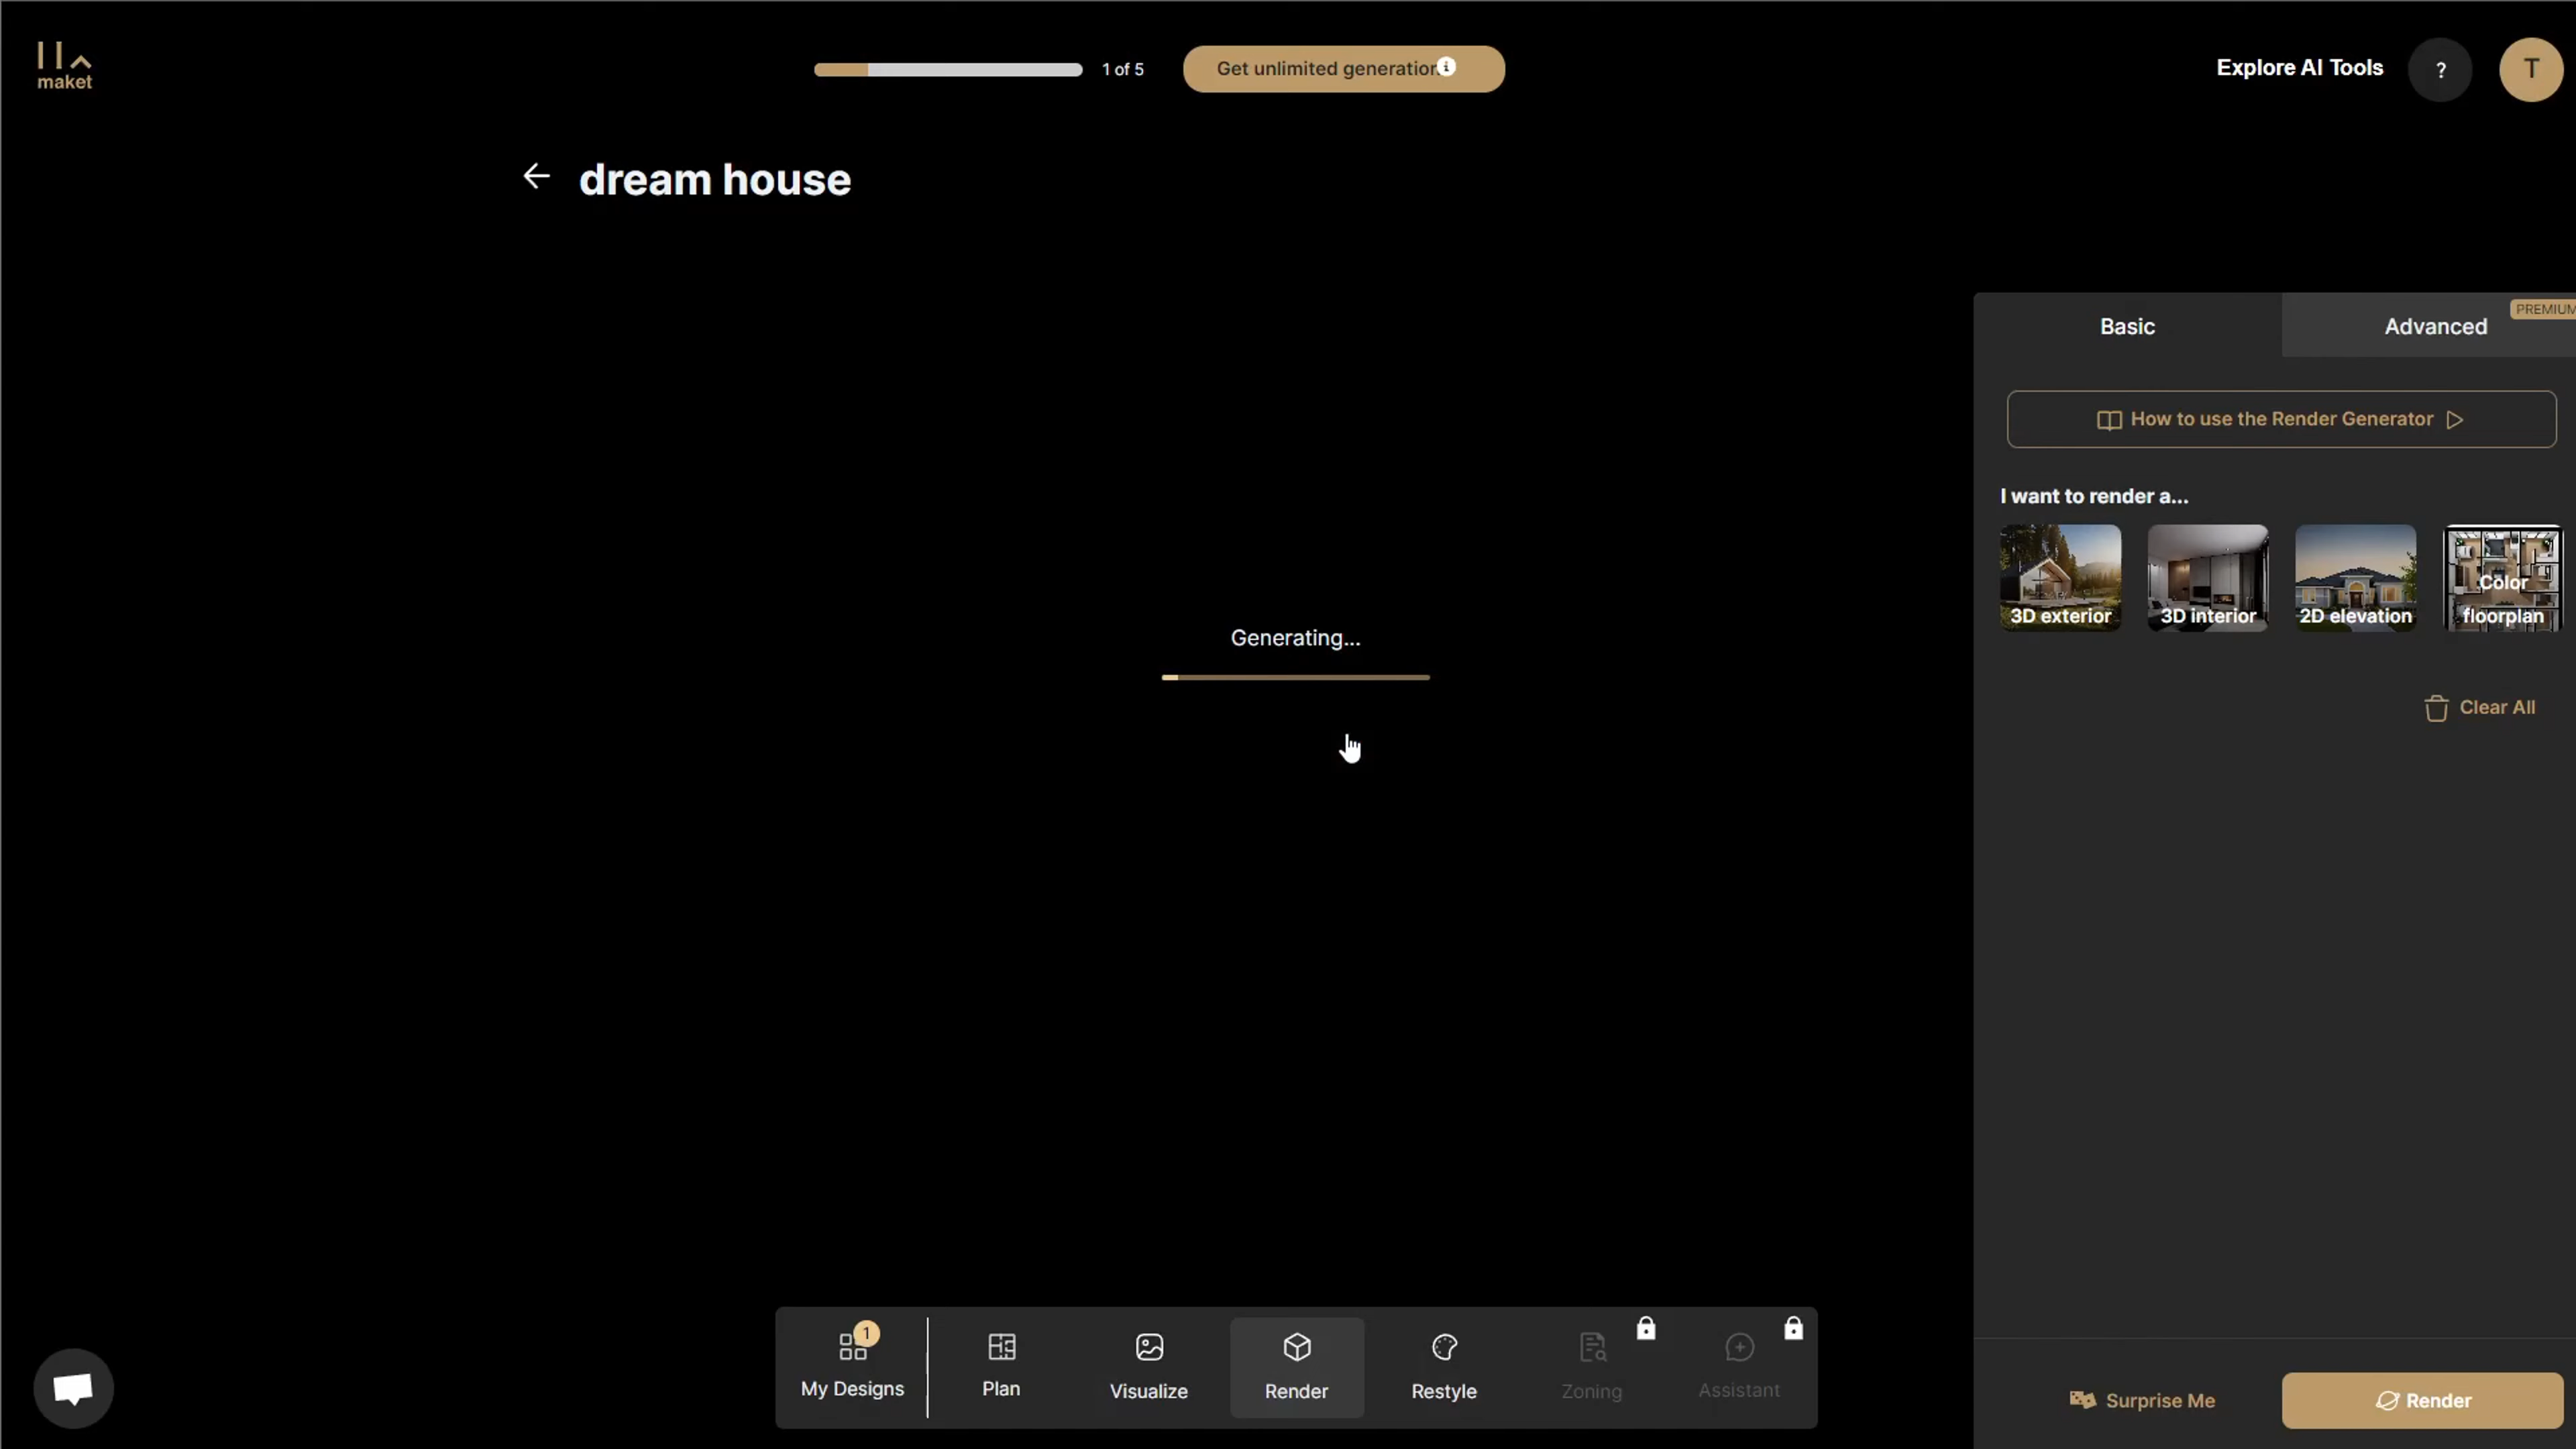 maket
1 of 5
Get unlimited generation
Explore AI Tools
?
T
dream house
PREMIUM
Basic
Advanced
How to use the Render Generator
I want to render a...
3D exterior
3D interior
2D elevation
Color
floorplan
Clear All
Generating...
1
My Designs
Plan
Visualize
Render
Restyle
Zoning
Assistant
Surprise Me
Render